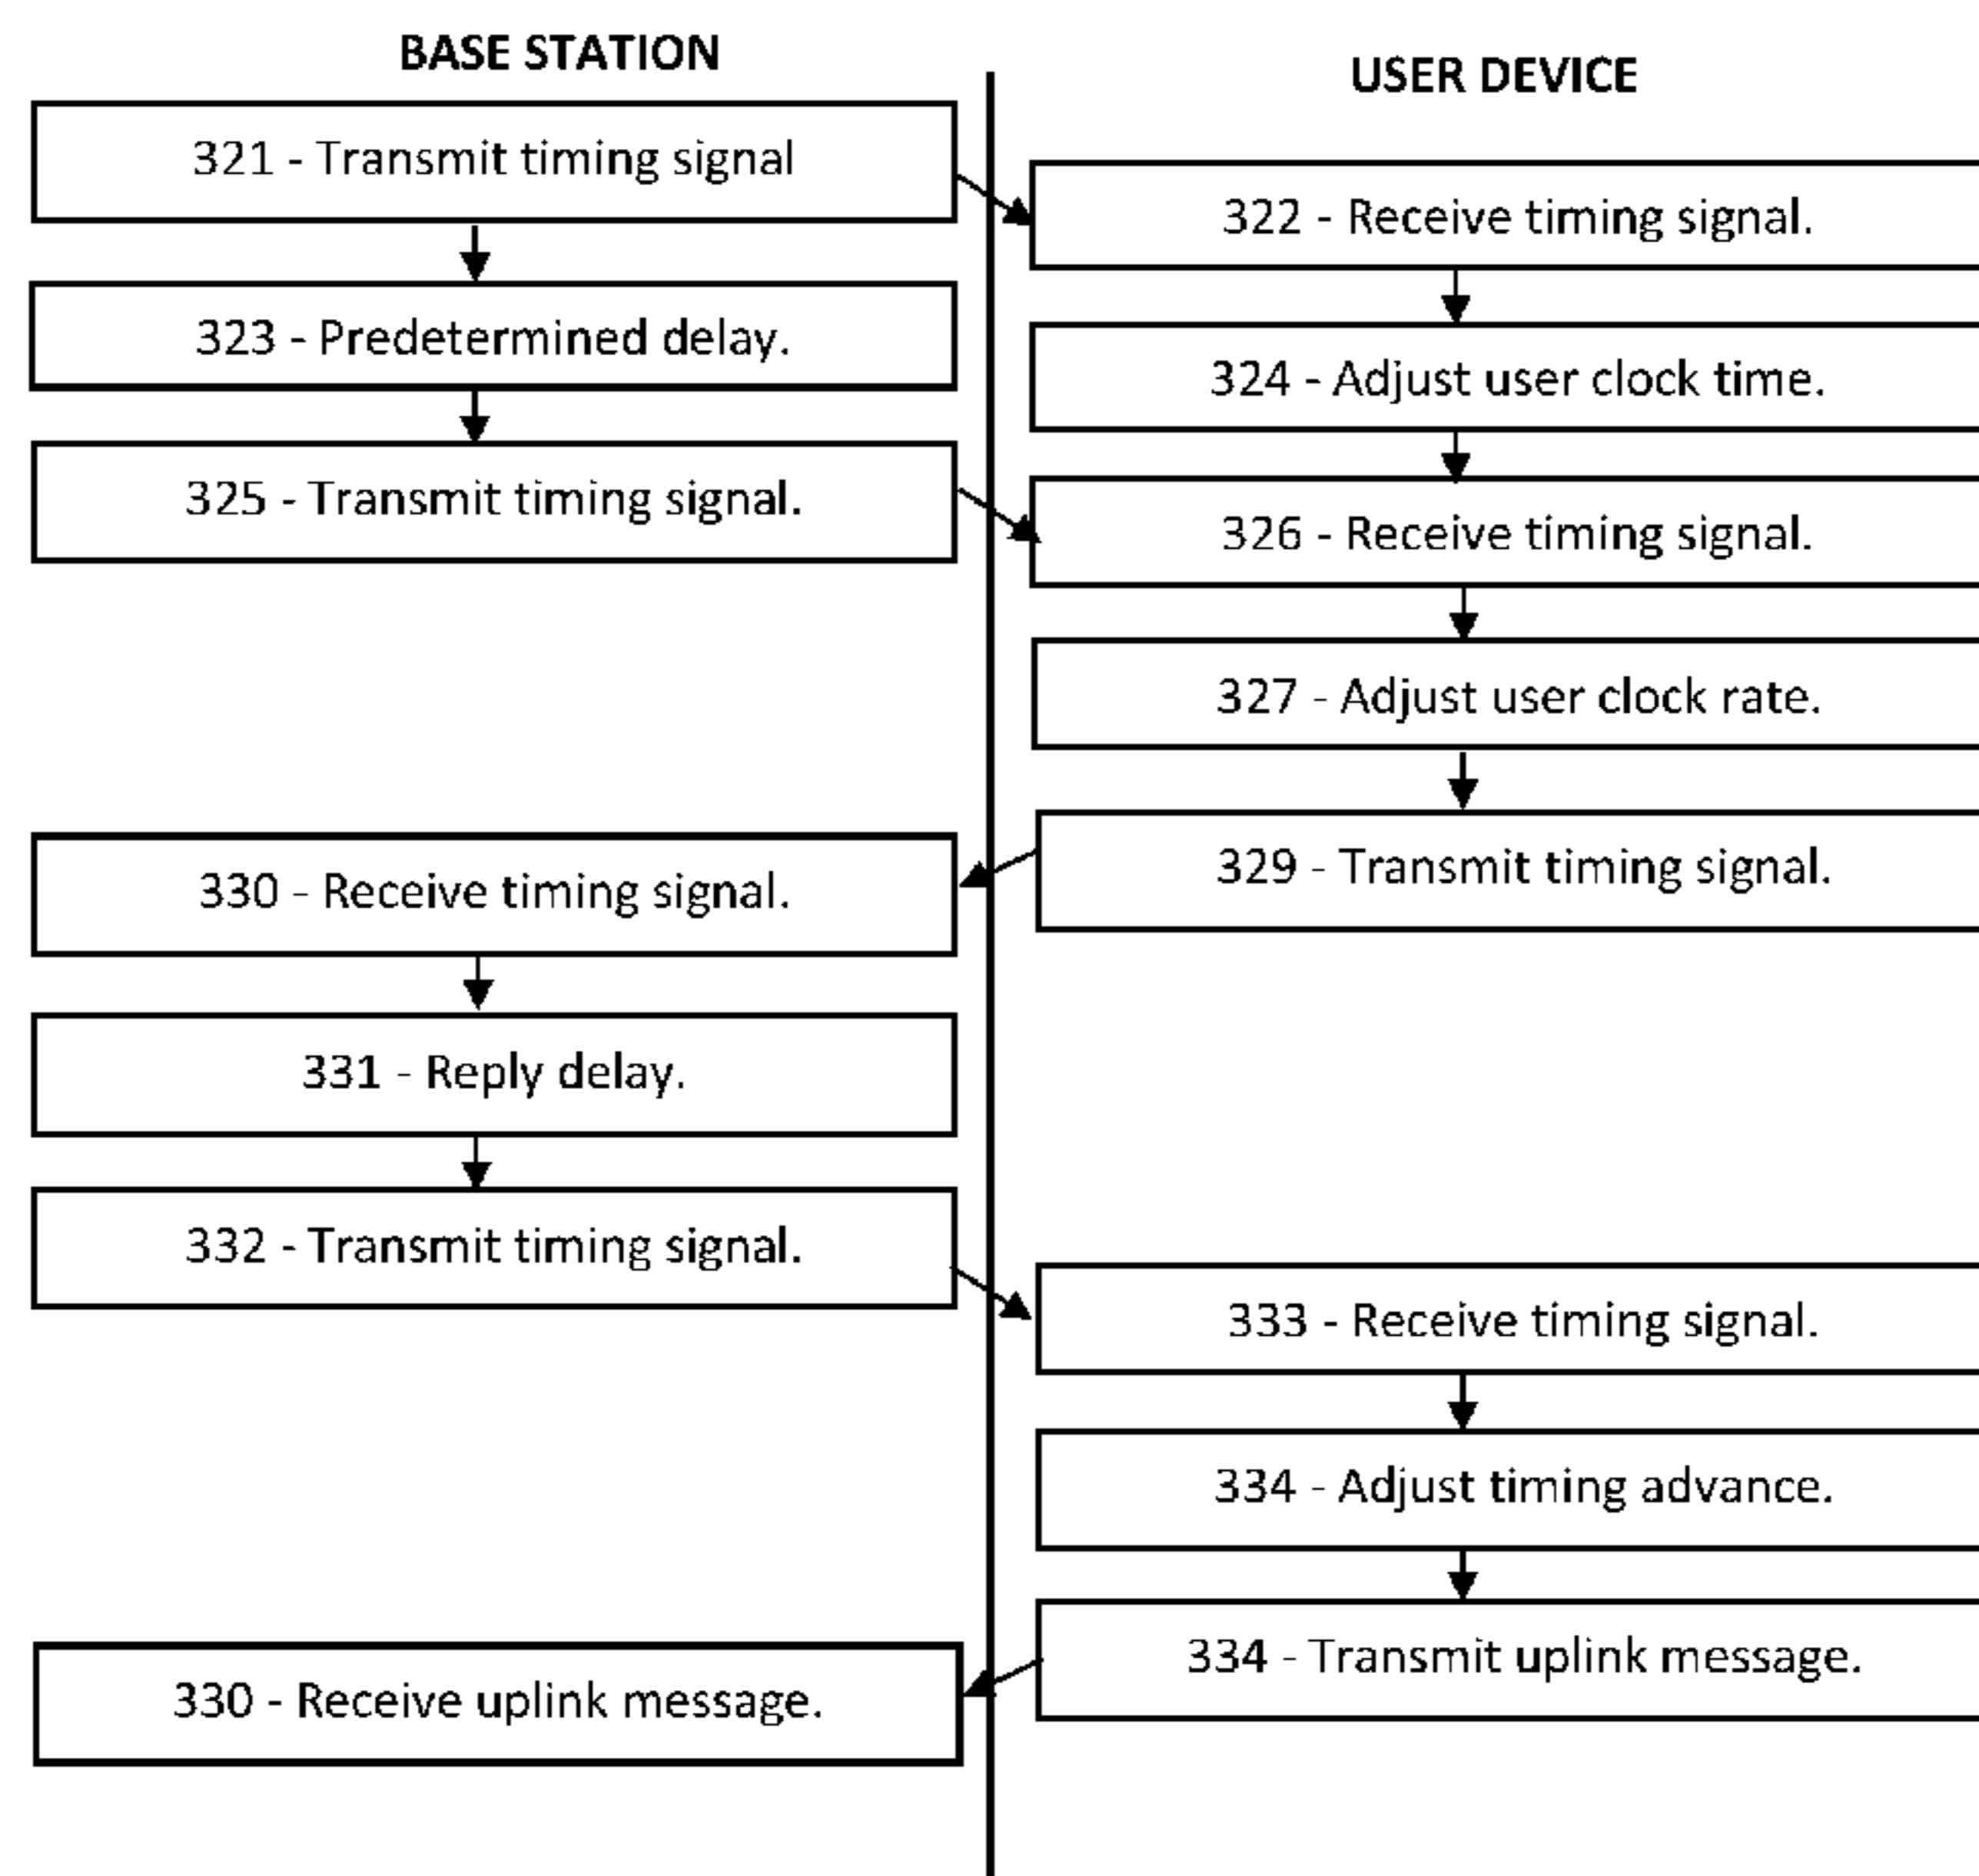 BASE STATION
USER DEVICE
321 - Transmit timing signal
322 - Receive timing signal.
323 - Predetermined delay.
324 - Adjust user clock time.
325 - Transmit timing signal.
326 - Receive timing signal.
327 - Adjust user clock rate.
329 - Transmit timing signal.
330 - Receive timing signal.
331 - Reply delay.
332 - Transmit timing signal.
333 - Receive timing signal.
334 - Adjust timing advance.
334 - Transmit uplink message.
330 - Receive uplink message.